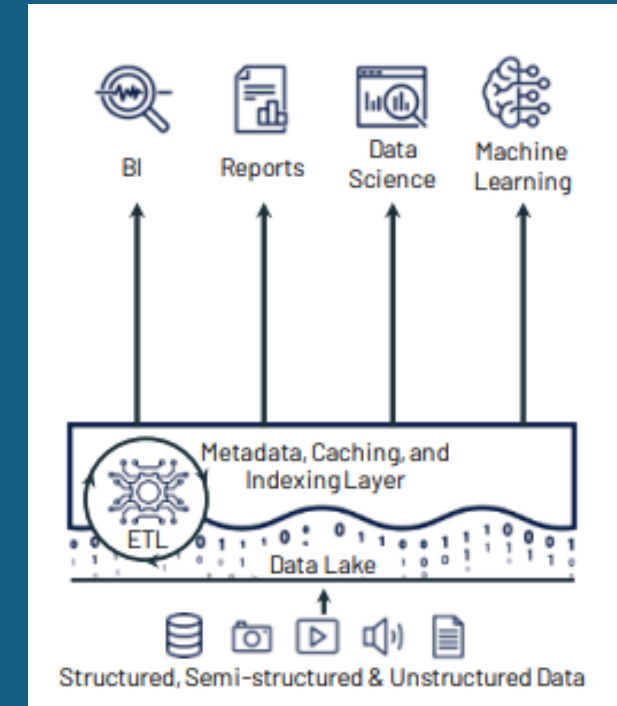 BI
Reports
Data
Science
Machine
Learning
Metadata, Caching, and
Indexing Layer
ETL
Data Lake
Structured, Semi-structured & Unstructured Data